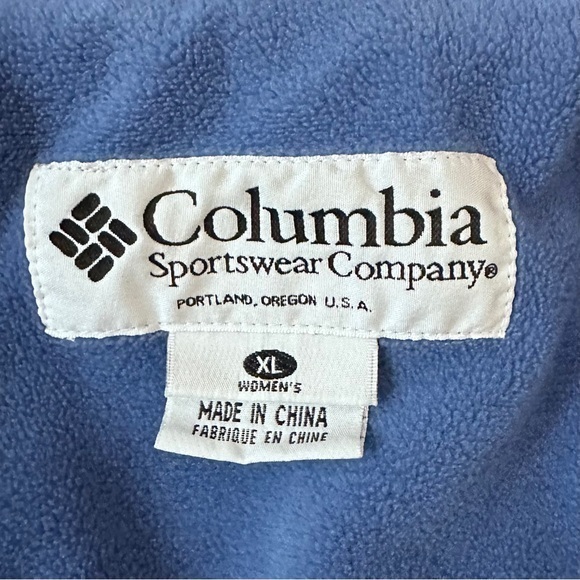 Columbia
Sportswear Company®
PORTLAND, OREGON U.S.A.
XL
WOMEN'S
MADE IN CHINA
FABRIQUE EN CHINE